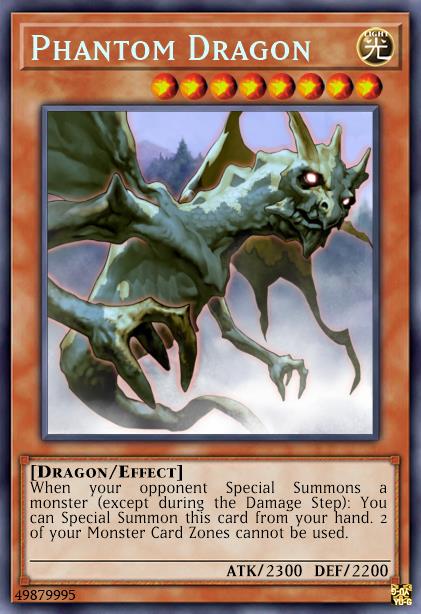 Phantom Dragon
LIGHT
光
[Dragon/Effect]
When your opponent Special Summons a
monster (except during the Damage Step): You
can Special Summon this card from your hand. 2
of your Monster Card Zones cannot be used.
ATK/2300 DEF/2200
49879995